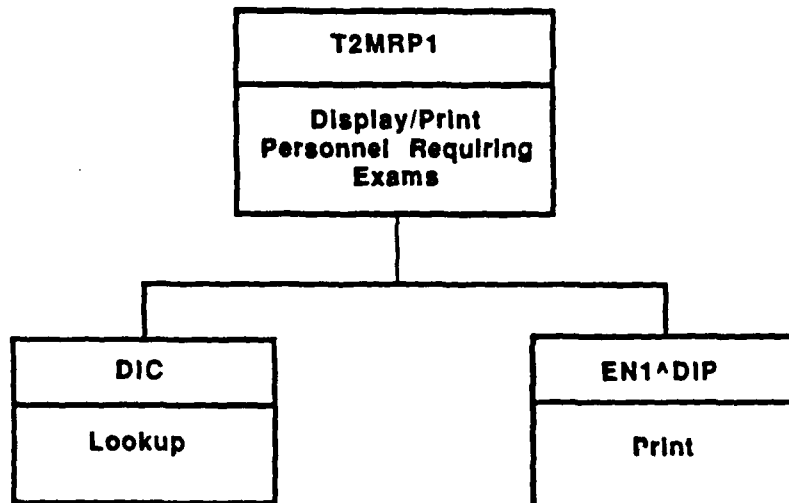 T2MRP1
Display/Print
Personnel Requiring
Exams
DIC
Lookup
EN1^DIP
Print